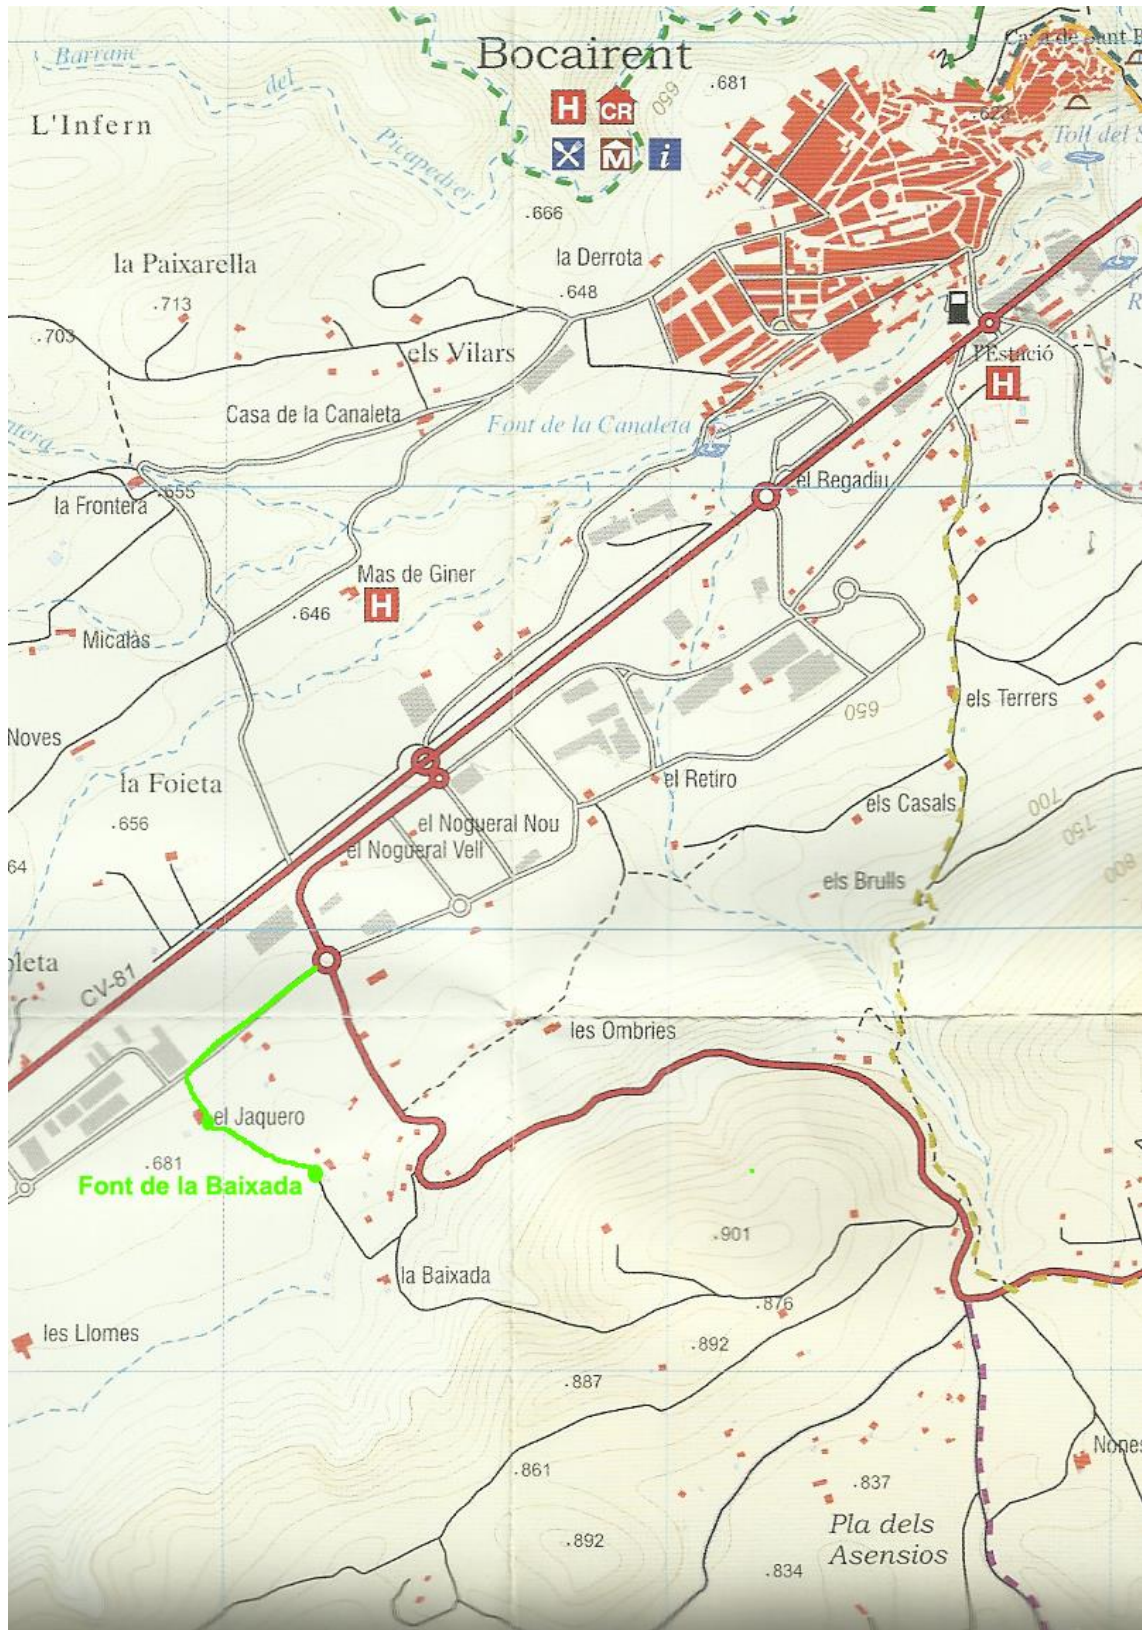 Barranc
del
Picapedrer
L'Infern
Bocairent
H
CR
M
i
650
.681
.666
la Derrota
.648
la Paixarella
.713
.703
els Vilars
Casa de la Canaleta
Font de la Canaleta
l'Estació
H
el Regadiu
la Frontera
.655
Mas de Giner
H
.646
Micalàs
els Terrers
650
Noves
la Foieta
.656
64
el Retiro
els Casals
700
750
800
el Nogueral Nou
el Nogueral Vell
els Brulls
CV-81
les Ombries
el Jaquero
.681
Font de la Baixada
.901
la Baixada
.876
les Llomes
.892
.887
.861
.837
Nones
Pla dels
Asensios
.892
.834